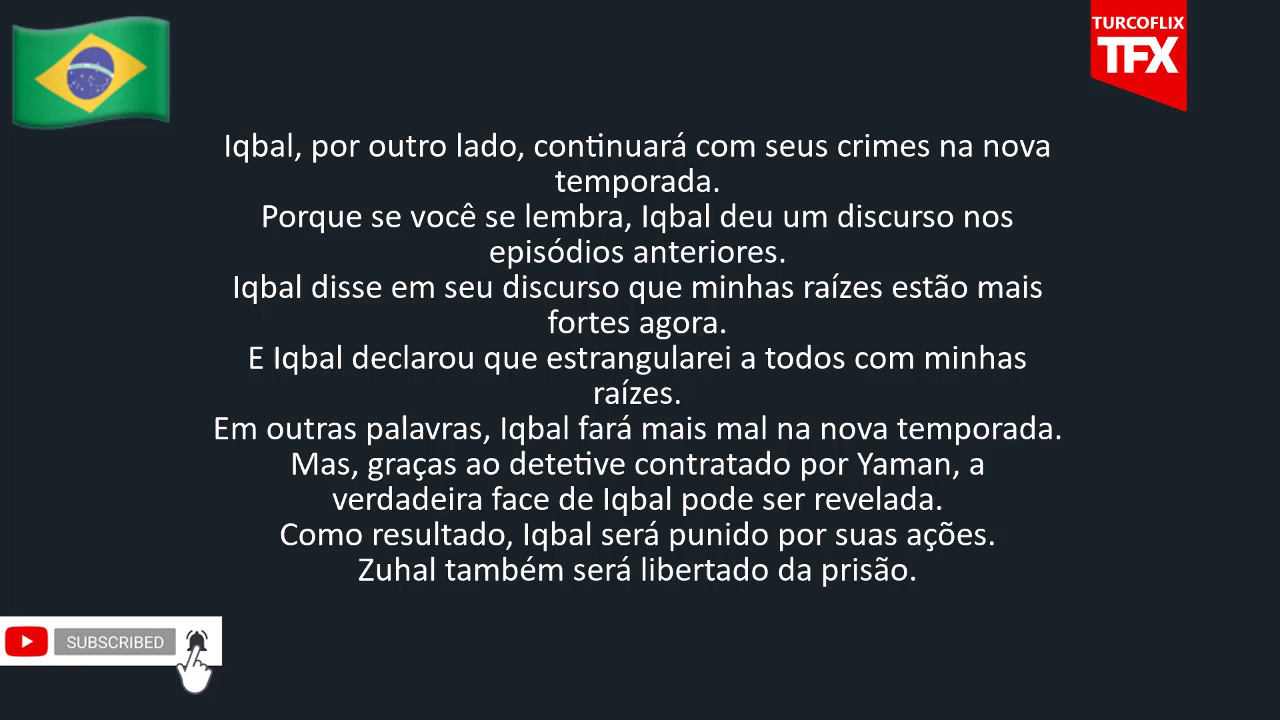 TURCOFLIX
TFX
Iqbal, por outro lado, continuará com seus crimes na nova
temporada.
Porque se você se lembra, Iqbal deu um discurso nos
episódios anteriores.
Iqbal disse em seu discurso que minhas raízes estão mais
fortes agora.
E Iqbal declarou que estrangularei a todos com minhas
raízes.
Em outras palavras, Iqbal fará mais mal na nova temporada.
Mas, graças ao detetive contratado por Yaman, a
verdadeira face de Iqbal pode ser revelada.
Como resultado, Iqbal será punido por suas ações.
Zuhal também será libertado da prisão.
SUBSCRIBED